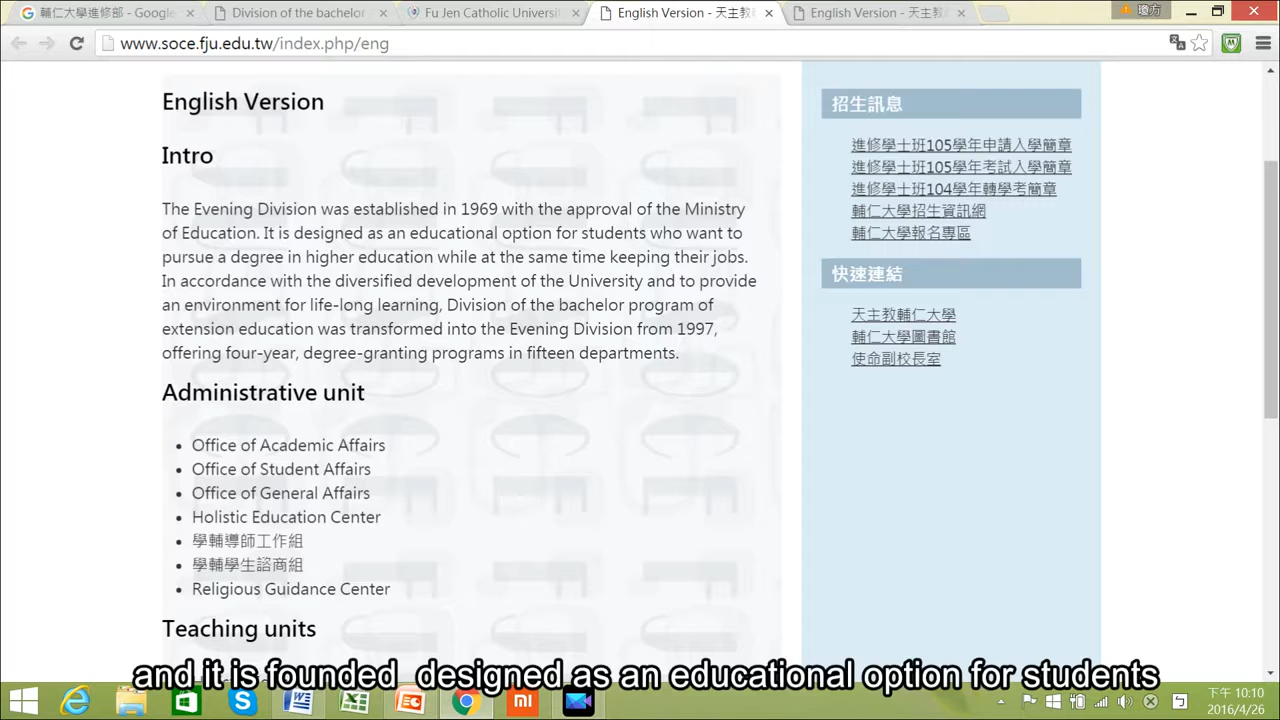 輔仁大學進修部 - Google
Division of the bachelor
Fu Jen Catholic Universit
English Version - 天主教
English Version - 天主教
瓊方
www.soce.fju.edu.tw/index.php/eng
English Version
Intro
The Evening Division was established in 1969 with the approval of the Ministry
of Education. It is designed as an educational option for students who want to
pursue a degree in higher education while at the same time keeping their jobs.
In accordance with the diversified development of the University and to provide
an environment for life-long learning, Division of the bachelor program of
extension education was transformed into the Evening Division from 1997,
offering four-year, degree-granting programs in fifteen departments.
Administrative unit
Office of Academic Affairs
Office of Student Affairs
Office of General Affairs
Holistic Education Center
學輔導師工作組
學輔學生諮商組
Religious Guidance Center
Teaching units
招生訊息
進修學士班105學年申請入學簡章
進修學士班105學年考試入學簡章
進修學士班104學年轉學考簡章
輔仁大學招生資訊網
輔仁大學報名專區
快速連結
天主教輔仁大學
輔仁大學圖書館
使命副校長室
and it is founded designed as an educational option for students
下午 10:10
2016/4/26